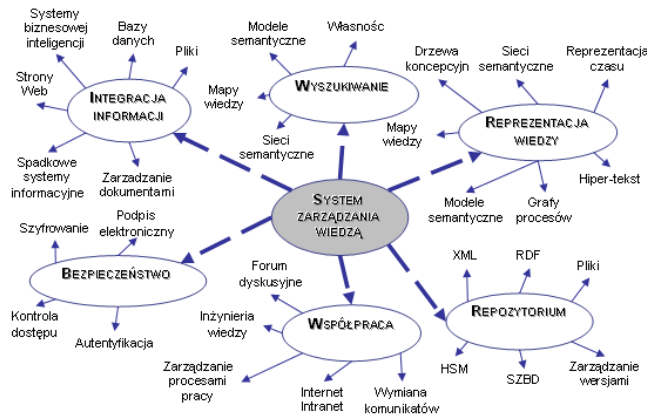 Systemy
biznesowej
inteligencji
Bazy
danych
Pliki
Strony
Web
INTEGRACJA
INFORMACJI
Spadkowe
systemy
informacyjne
Zarzadzanie
dokumentami
Modele
semantyczne
Własnośc
WYSZUKIWANIE
Mapy
wiedzy
Sieci
semantyczne
Drzewa
koncepcyjn
Sieci
semantyczne
Reprezentacja
czasu
Mapy
wiedzy
REPREZENTACJA
WIEDZY
Hiper-tekst
Modele
semantyczne
Grafy
procesów
SYSTEM
ZARZĄDZANIA
WIEDZĄ
Szyfrowanie
Podpis
elektroniczny
BEZPIECZEŃSTWO
Kontrola
dostępu
Autentyfikacja
Forum
dyskusyjne
Inżynieria
wiedzy
WSPÓŁPRACA
Zarządzanie
procesami
pracy
Internet
Intranet
Wymiana
komunikatów
XML
RDF
Pliki
REPOZYTORIUM
HSM
SZBD
Zarządzanie
wersjami